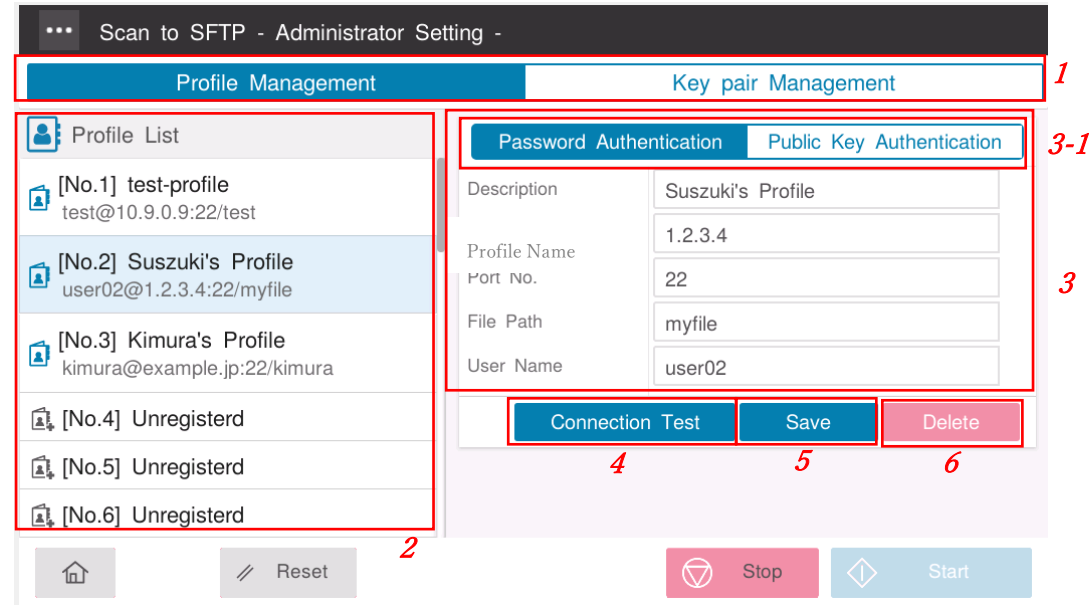 ••• Scan to SFTP - Administrator Setting -
Profile Management Key pair Management
1
Profile List
[No.1] test-profile
test@10.9.0.9:22/test
[No.2] Suszuki's Profile
user02@1.2.3.4:22/myfile
[No.3] Kimura's Profile
kimura@example.jp:22/kimura
[No.4] Unregisterd
[No.5] Unregisterd
[No.6] Unregisterd
2
Password Authentication Public Key Authentication
3-1
Description Suszuki's Profile
Profile Name 1.2.3.4
Port No. 22
File Path myfile
User Name user02
3
Connection Test Save Delete
4 5 6
Reset Stop Start